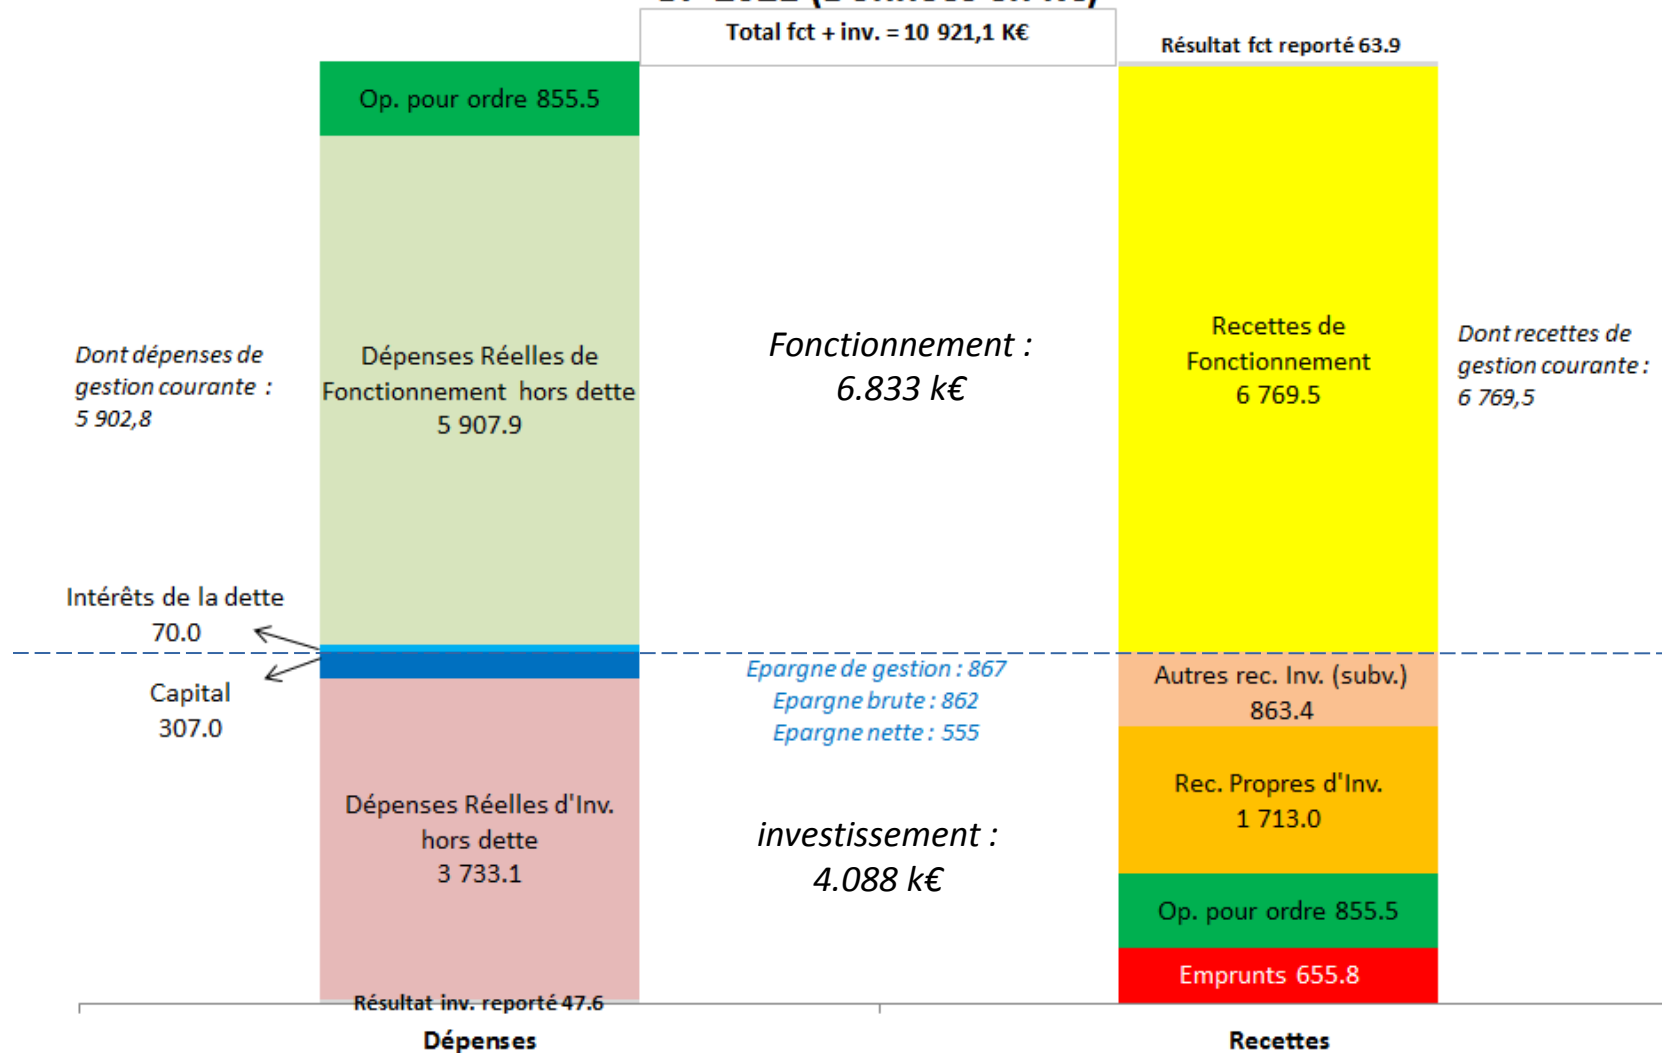 Total fct + inv. = 10 921,1 K€
Résultat fct reporté 63.9
Op. pour ordre 855.5
Dont dépenses de
gestion courante :
5 902,8
Dépenses Réelles de
Fonctionnement hors dette
5 907.9
Fonctionnement :
6.833 k€
Recettes de
Fonctionnement
6 769.5
Dont recettes de
gestion courante :
6 769,5
Intérêts de la dette
70.0
Capital
307.0
Epargne de gestion : 867
Epargne brute : 862
Epargne nette : 555
Autres rec. Inv. (subv.)
863.4
Dépenses Réelles d'Inv.
hors dette
3 733.1
investissement :
4.088 k€
Rec. Propres d'Inv.
1 713.0
Op. pour ordre 855.5
Emprunts 655.8
Résultat inv. reporté 47.6
Dépenses
Recettes